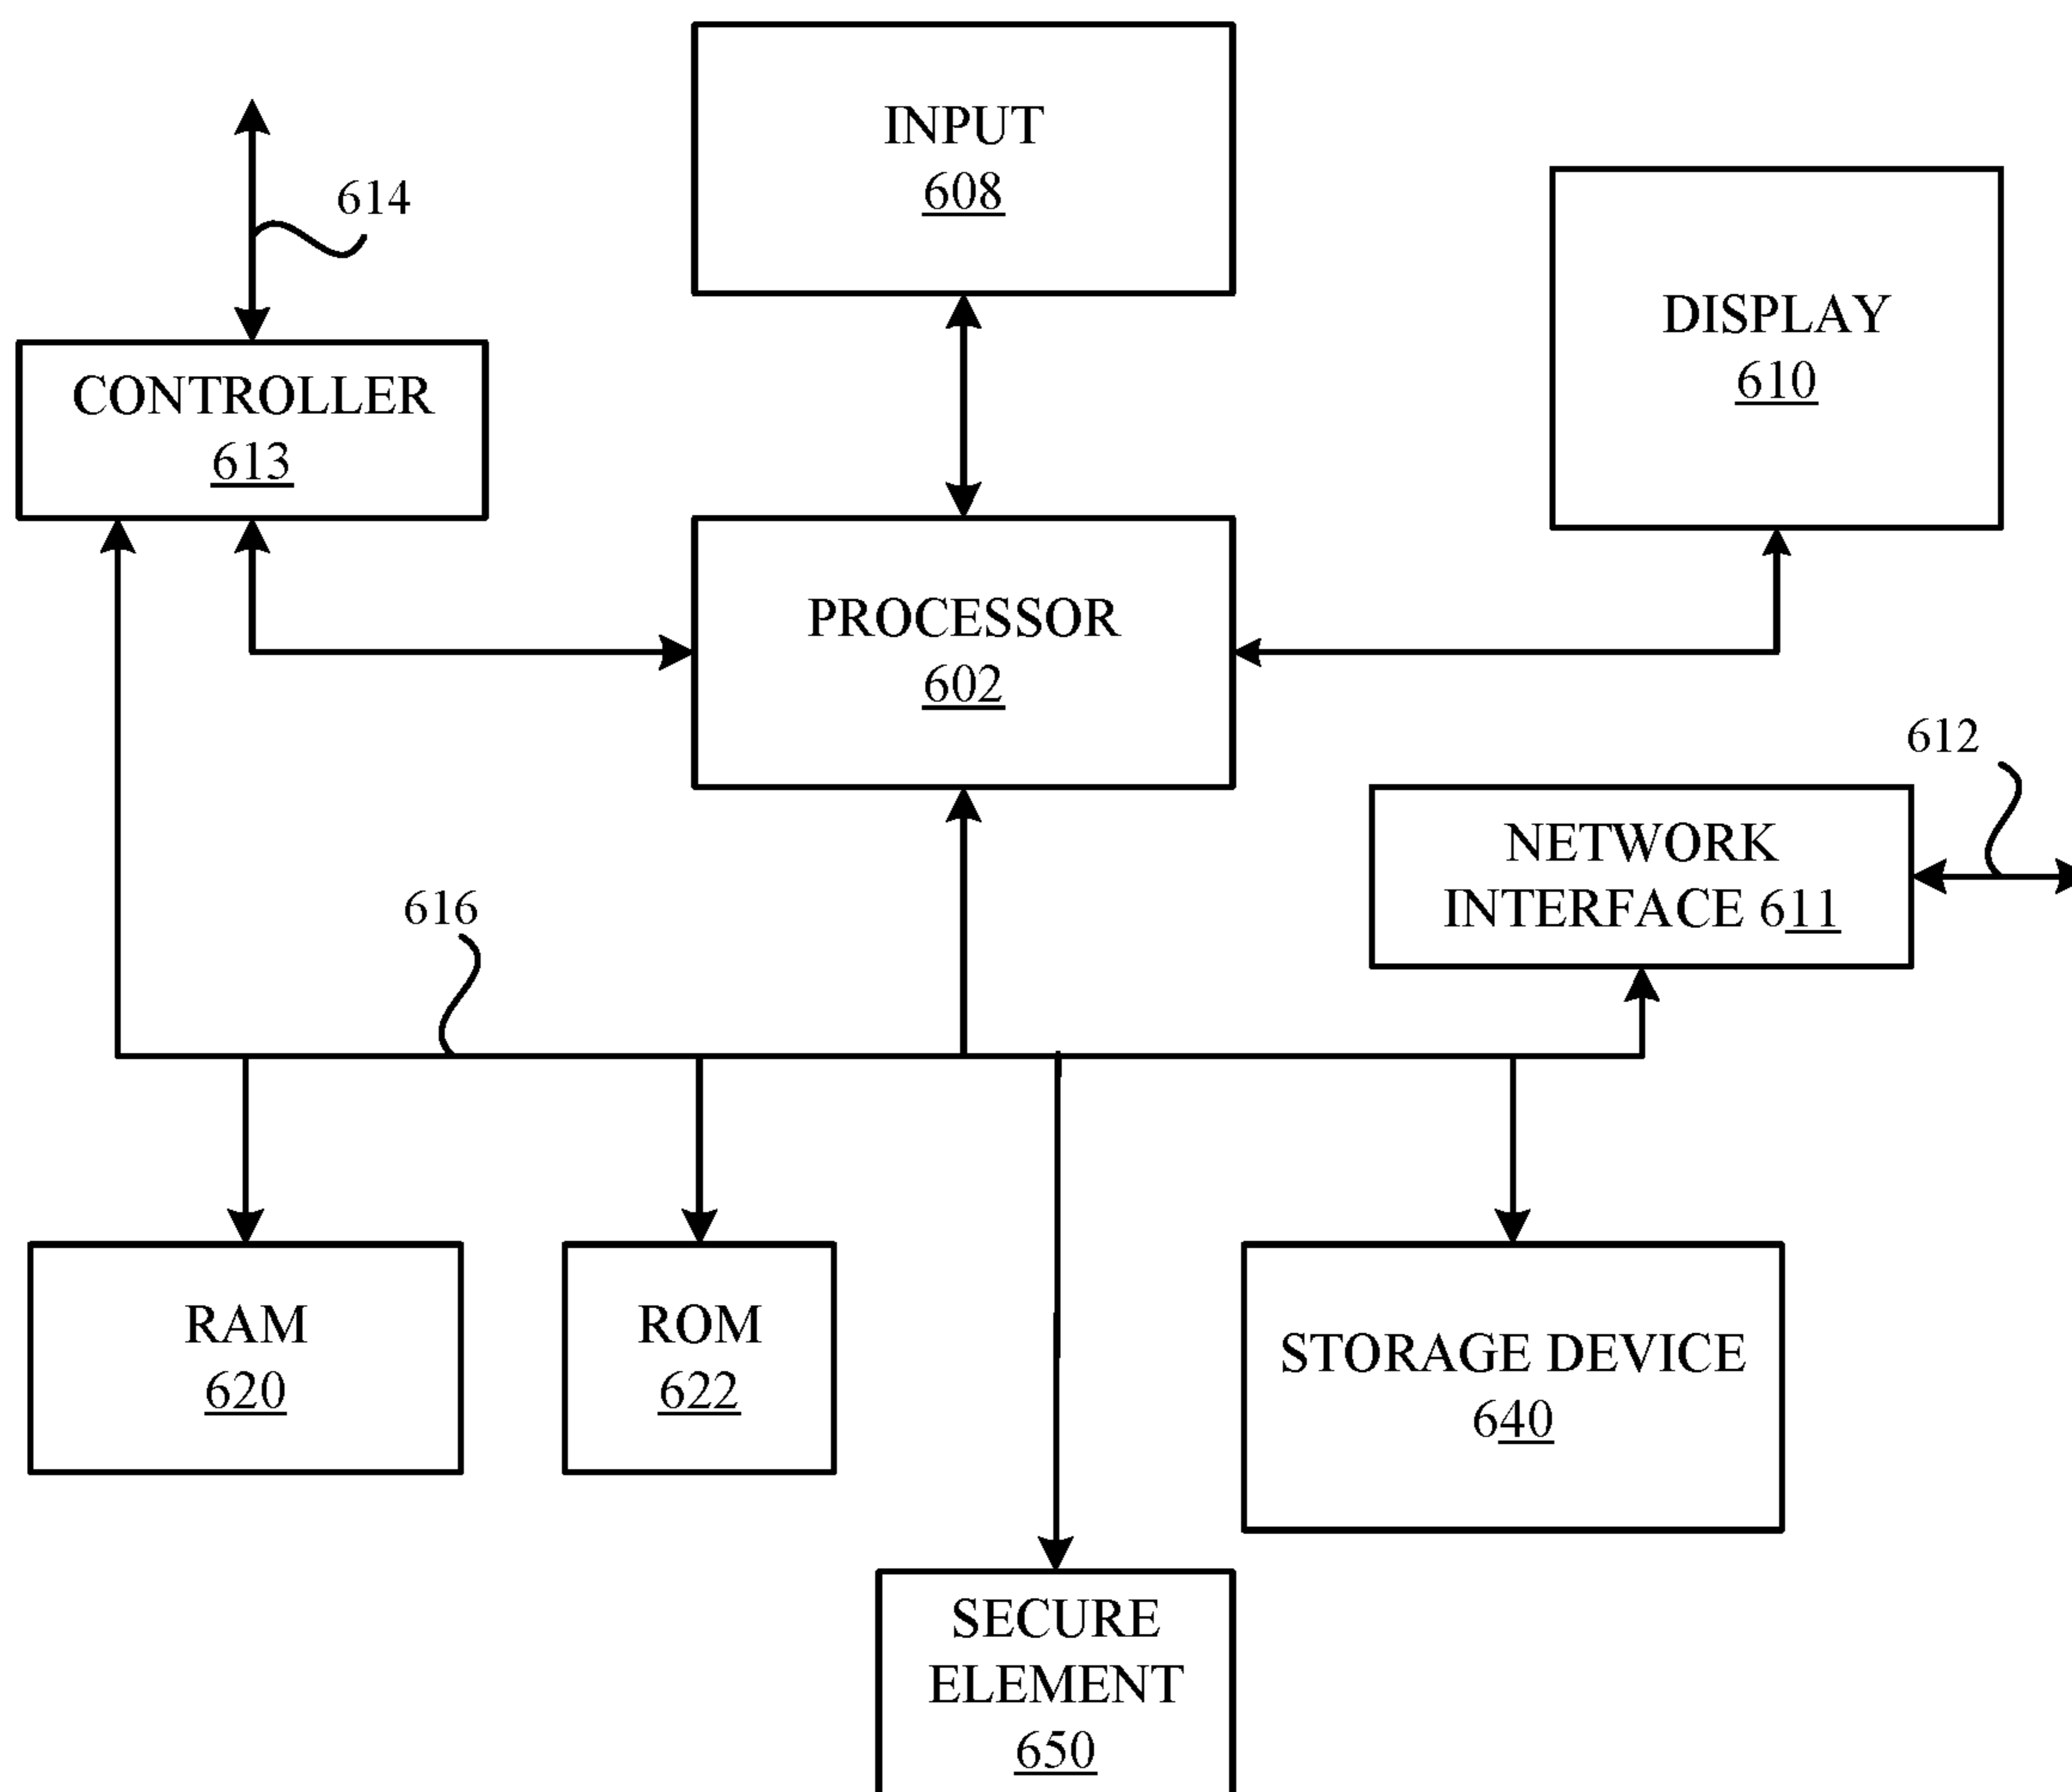 INPUT
608
614
DISPLAY
610
CONTROLLER
613
PROCESSOR
602
612
NETWORK
INTERFACE 611
616
RAM
620
ROM
622
STORAGE DEVICE
640
SECURE
ELEMENT
650